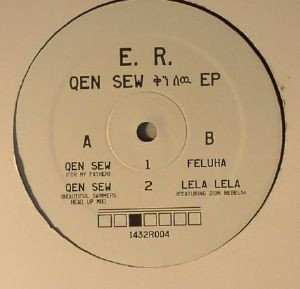 E. R.
QEN SEW ቅን ሰዉ EP
A
B
QEN SEW
(FOR MY FATHER)
1
FELUHA
QEN SEW
(BEAUTIFUL SWIMMERS
HEAD UP MIX)
2
LELA LELA
(FEATURING ZION REBELS)
1432R004